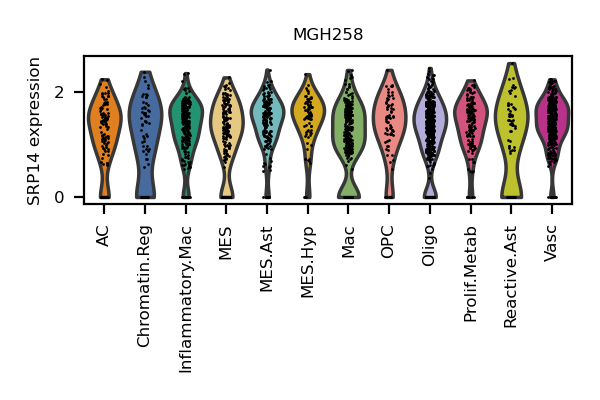 MGH258
SRP14 expression
2
0
AC
Chromatin.Reg
Inflammatory.Mac
MES
MES.Ast
MES.Hyp
Mac
OPC
Oligo
Prolif.Metab
Reactive.Ast
Vasc